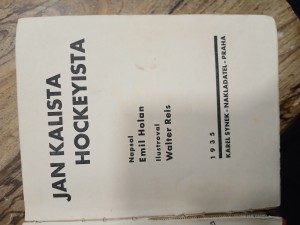 JAN KALISTA
HOCKEYISTA
Napsal
Emil Holan
Ilustroval
Walter Reis
1935
KAREL SYNEK - NAKLADATEL - PRAHA